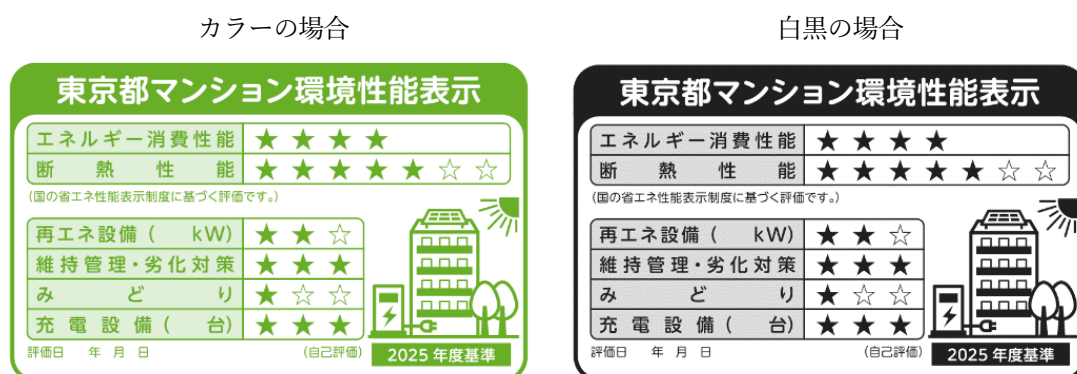 カラーの場合
東京都マンション環境性能表示
エネルギー消費性能 ★ ★ ★ ★
断熱性能 ★ ★ ★ ★ ★ ☆ ☆
(国の省エネ性能表示制度に基づく評価です。)
再エネ設備( kW) ★ ★ ☆
維持管理・劣化対策 ★ ★ ★
みどり ★ ☆ ☆
充電設備( 台) ★ ★ ★
評価日 年 月 日 (自己評価) 2025年度基準
白黒の場合
東京都マンション環境性能表示
エネルギー消費性能 ★ ★ ★ ★
断熱性能 ★ ★ ★ ★ ★ ☆ ☆
(国の省エネ性能表示制度に基づく評価です。)
再エネ設備( kW) ★ ★ ☆
維持管理・劣化対策 ★ ★ ★
みどり ★ ☆ ☆
充電設備( 台) ★ ★ ★
評価日 年 月 日 (自己評価) 2025年度基準